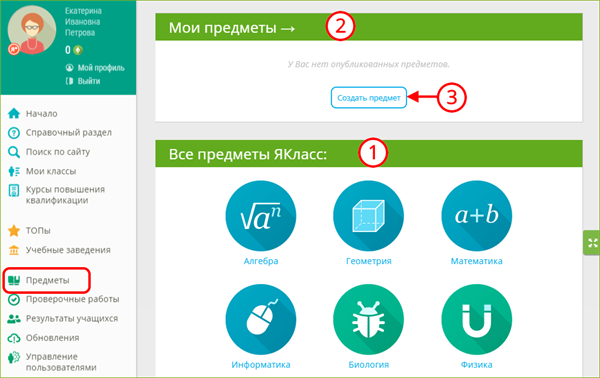 Екатерина
Ивановна
Петрова
0
Я+
Мой профиль
Выйти
Начало
Справочный раздел
Поиск по сайту
Мои классы
Курсы повышения
квалификации
ТОПы
Учебные заведения
Предметы
Проверочные работы
Результаты учащихся
Обновления
Управление
пользователями
Мои предметы → 2
У Вас нет опубликованных предметов.
Создать предмет 3
Все предметы ЯКласс: 1
√aⁿ
a+b
Алгебра Геометрия Математика
Информатика Биология Физика